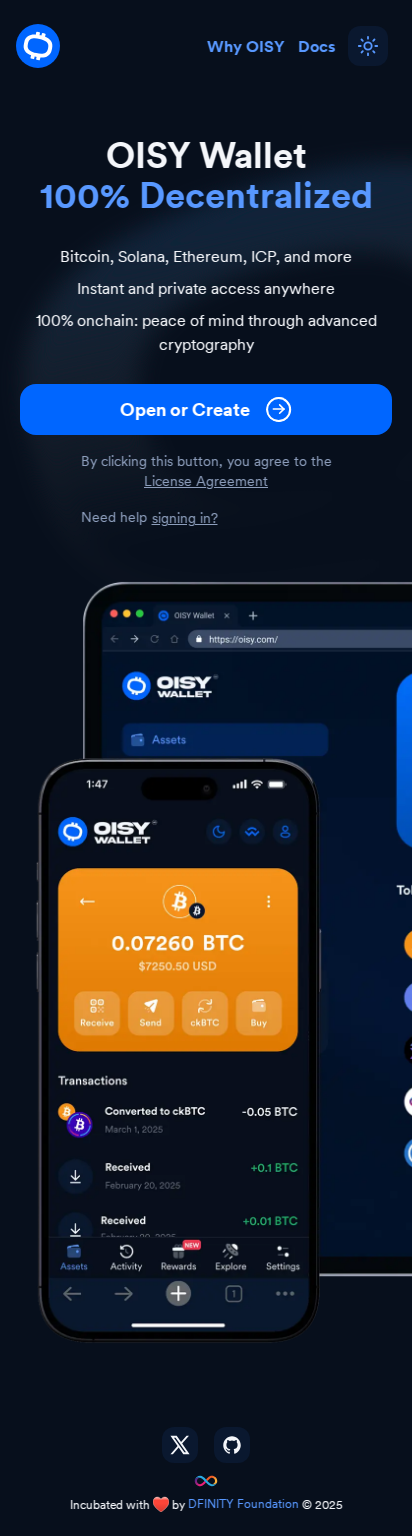 Why OISY Docs
OISY Wallet
100% Decentralized
Bitcoin, Solana, Ethereum, ICP, and more
Instant and private access anywhere
100% onchain: peace of mind through advanced
cryptography
Open or Create
By clicking this button, you agree to the
License Agreement
Need help signing in?
OISY Wallet
https://oisy.com/
OISY
WALLET
Assets
1:47
OISY
WALLET
0.07260 BTC
$7250.50 USD
Receive Send ckBTC Buy
Transactions
Converted to ckBTC -0.05 BTC
March 1, 2025
Received +0.1 BTC
February 20, 2025
Received +0.01 BTC
February 20, 2025
NEW
Assets Activity Rewards Explore Settings
1
Incubated with ❤️ by DFINITY Foundation © 2025